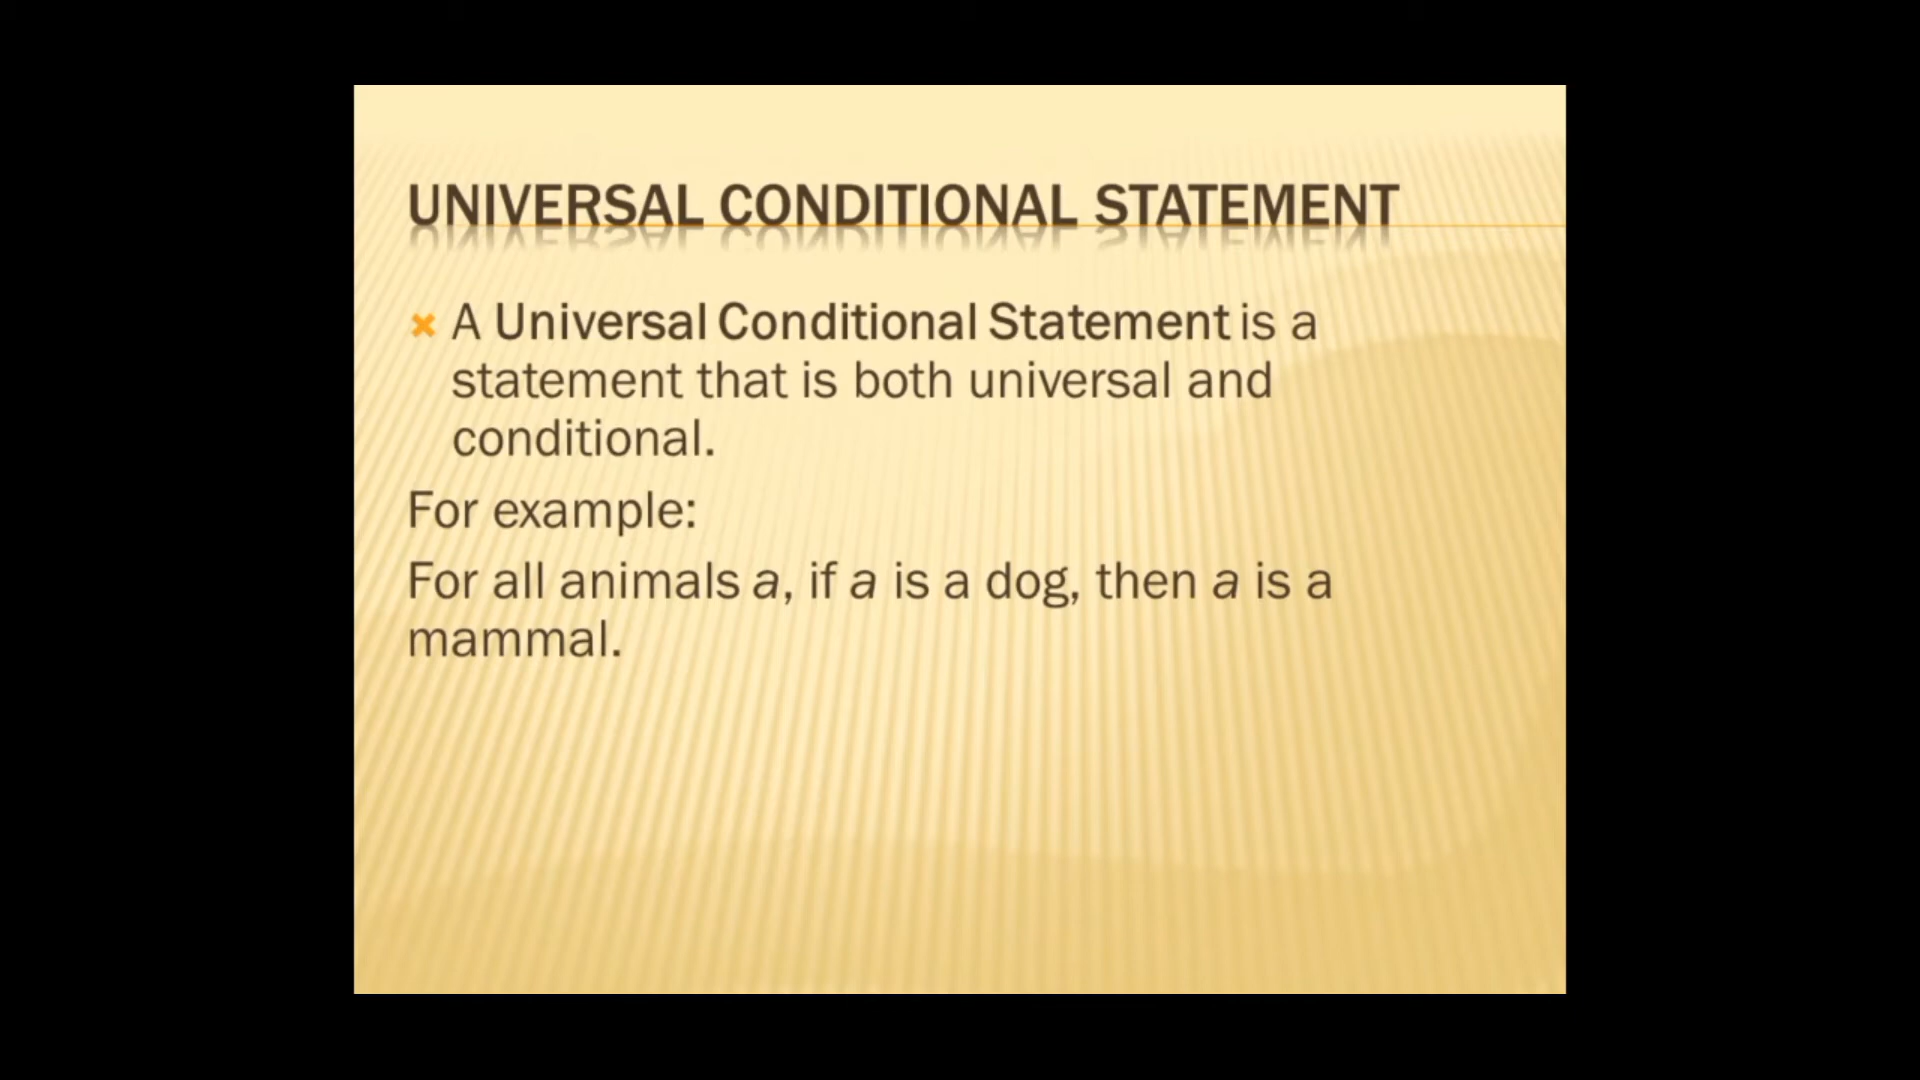 UNIVERSAL CONDITIONAL STATEMENT
A Universal Conditional Statement is a
statement that is both universal and
conditional.
For example:
For all animals a, if a is a dog, then a is a
mammal.